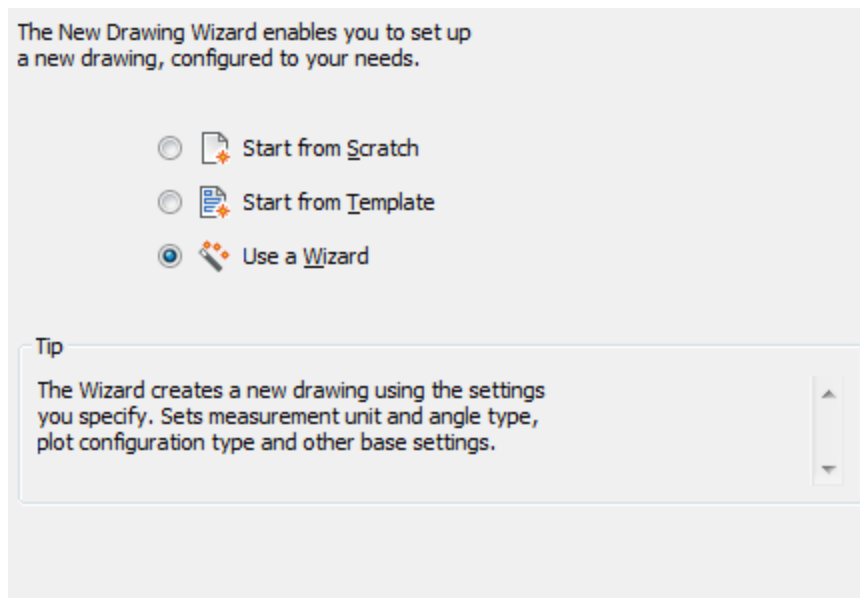 The New Drawing Wizard enables you to set up
a new drawing, configured to your needs.
Start from Scratch
Start from Template
Use a Wizard
Tip
The Wizard creates a new drawing using the settings
you specify. Sets measurement unit and angle type,
plot configuration type and other base settings.